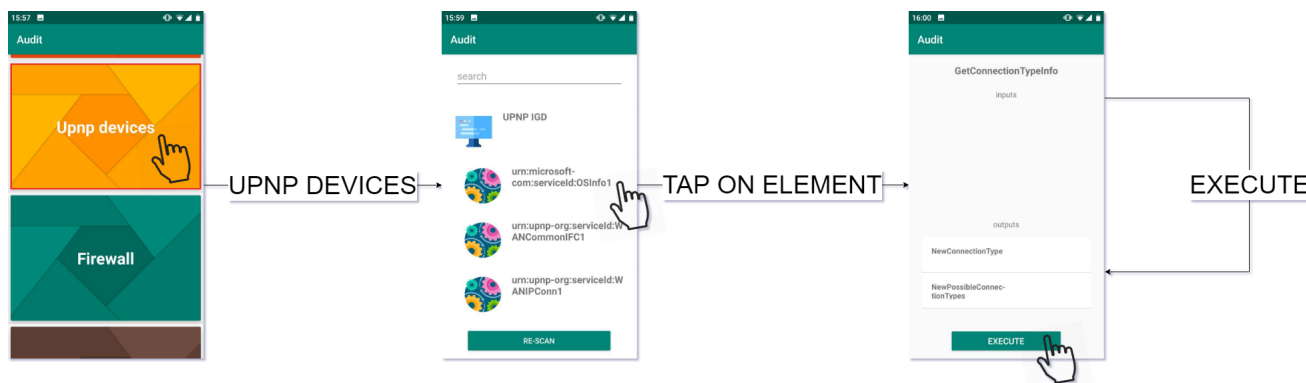 15:57
Audit
Upnp devices
Firewall
UPNP DEVICES
15:59
Audit
search
UPNP IGD
urn:microsoft-
com:serviceId:OSInfo1
urn:upnp-org:serviceId:W
ANCommonIFC1
urn:upnp-org:serviceId:W
ANIPConn1
RE-SCAN
TAP ON ELEMENT
16:00
Audit
GetConnectionTypeInfo
inputs
outputs
NewConnectionType
NewPossibleConnec-
tionTypes
EXECUTE
EXECUTE